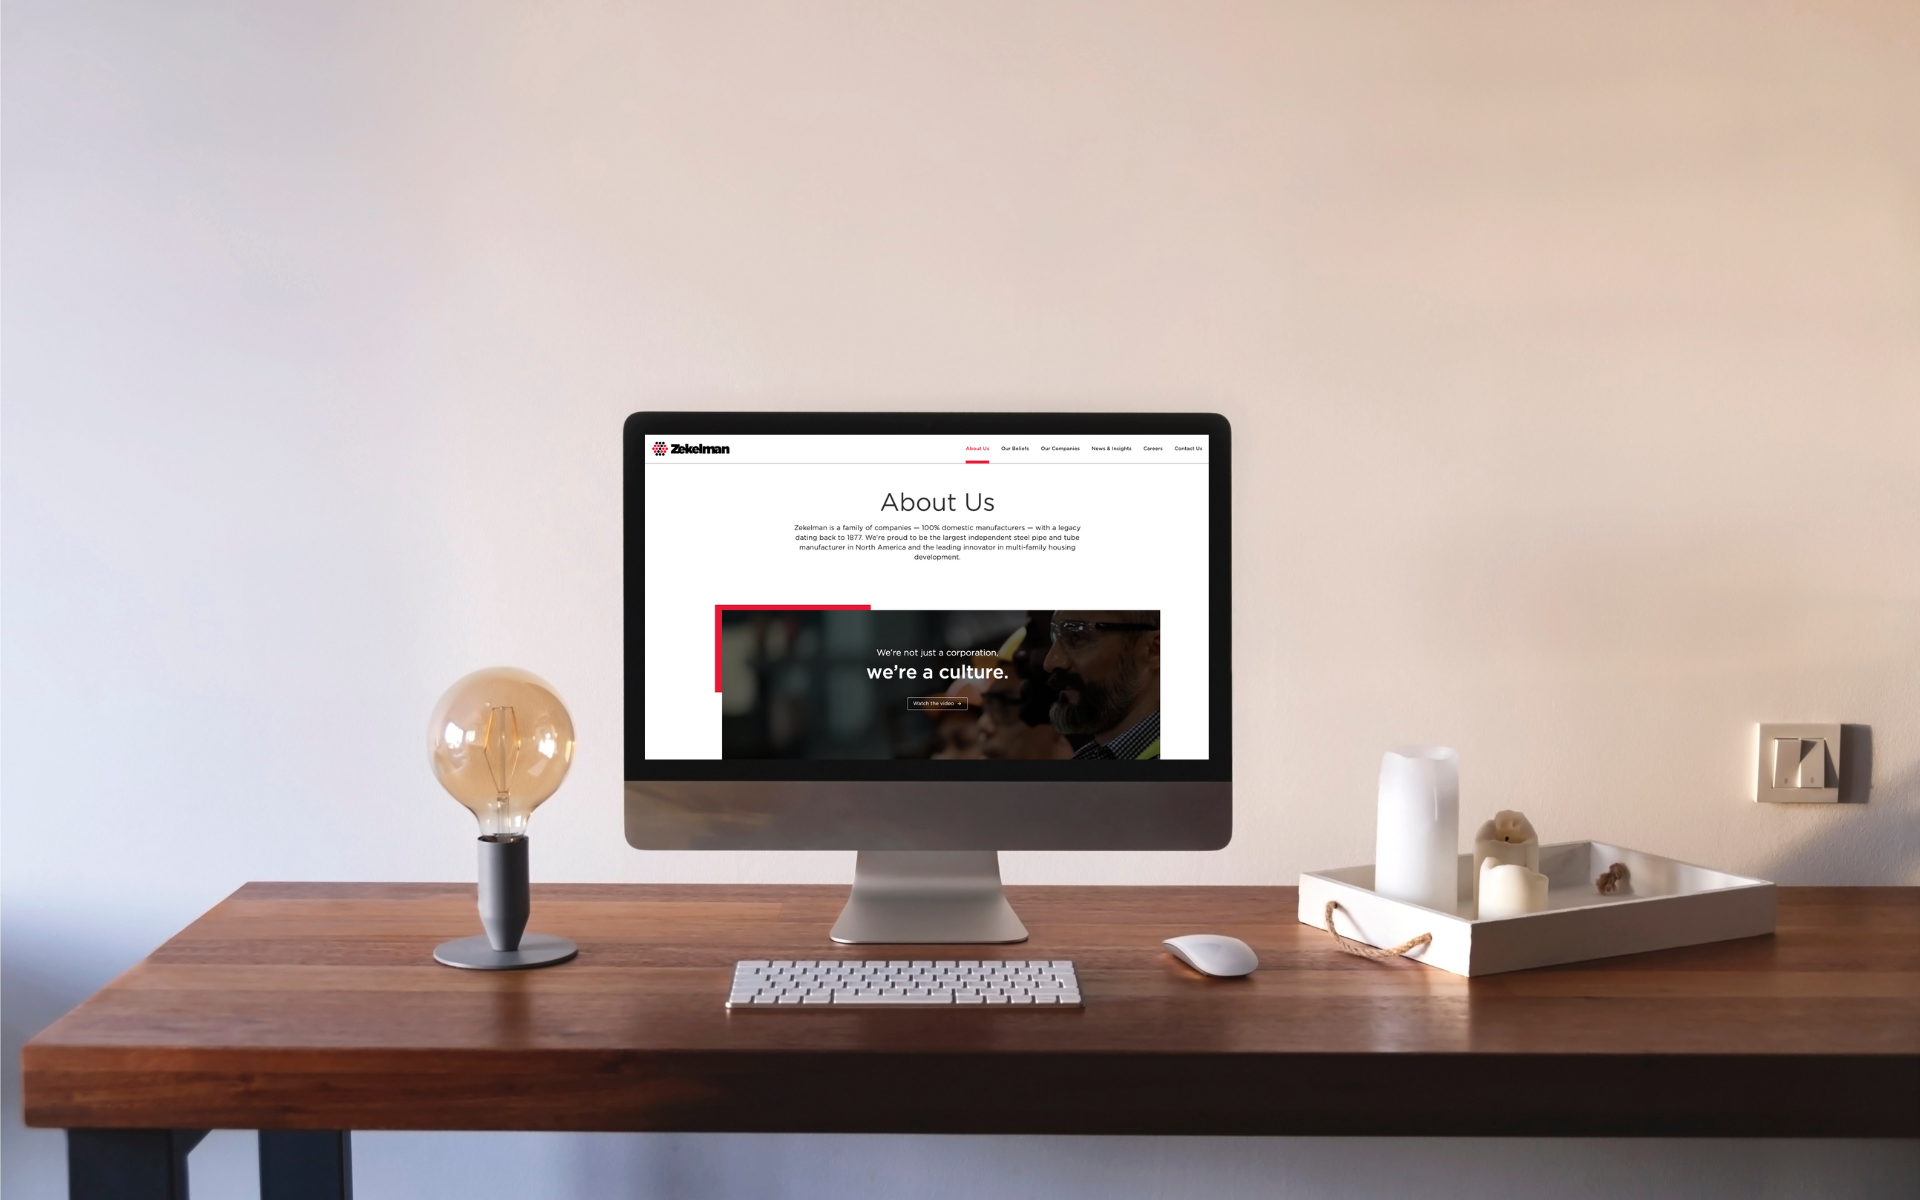 Zekelman
About Us
Our Beliefs
Our Companies
News & Insights
Careers
Contact Us
About Us
Zekelman is a family of companies — 100% domestic manufacturers — with a legacy
dating back to 1877. We're proud to be the largest independent steel pipe and tube
manufacturer in North America and the leading innovator in multi-family housing
development.
We're not just a corporation,
we're a culture.
Watch the video →